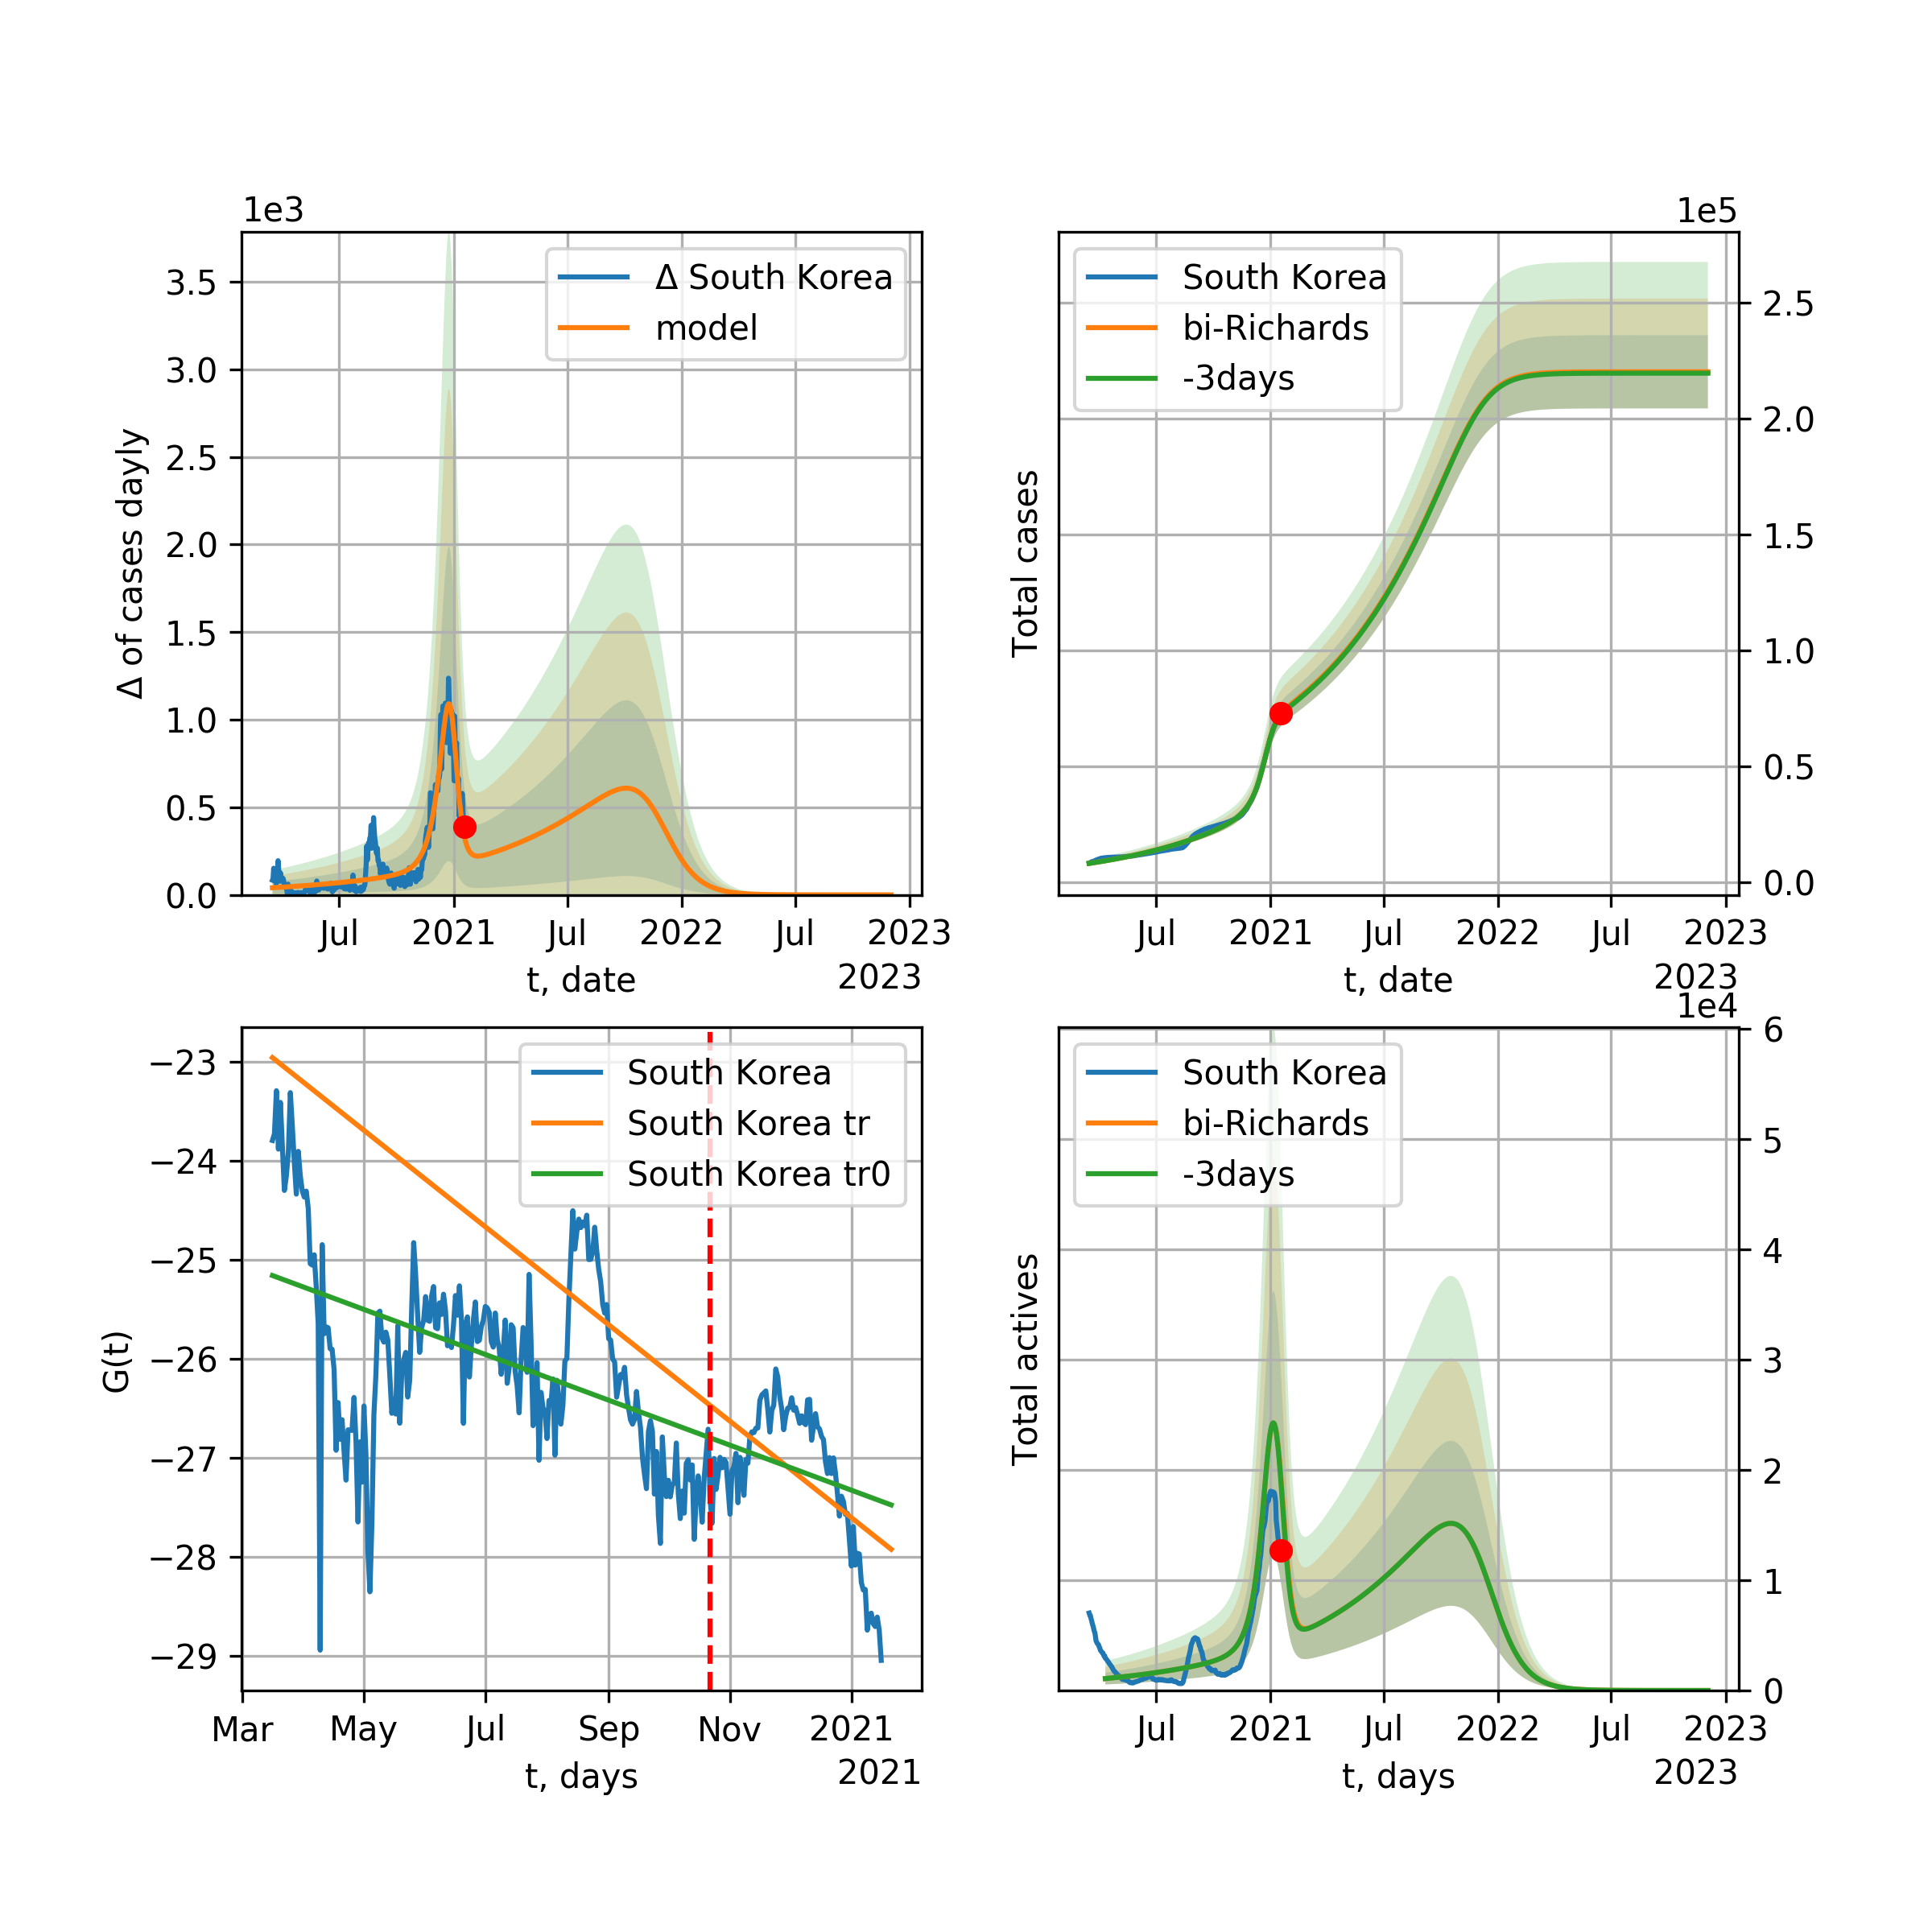 1e3
Δ of cases dayly
3.5
3.0
2.5
2.0
1.5
1.0
0.5
0.0
Δ South Korea
model
Jul 2021 Jul 2022 Jul 2023
t, date
2023
1e5
Total cases
South Korea
bi-Richards
-3days
2.5
2.0
1.5
1.0
0.5
0.0
Jul 2021 Jul 2022 Jul 2023
t, date
2023
G(t)
−23
−24
−25
−26
−27
−28
−29
South Korea
South Korea tr
South Korea tr0
Mar May Jul Sep Nov 2021
t, days
2021
1e4
Total actives
South Korea
bi-Richards
-3days
6
5
4
3
2
1
0
Jul 2021 Jul 2022 Jul 2023
t, days
2023